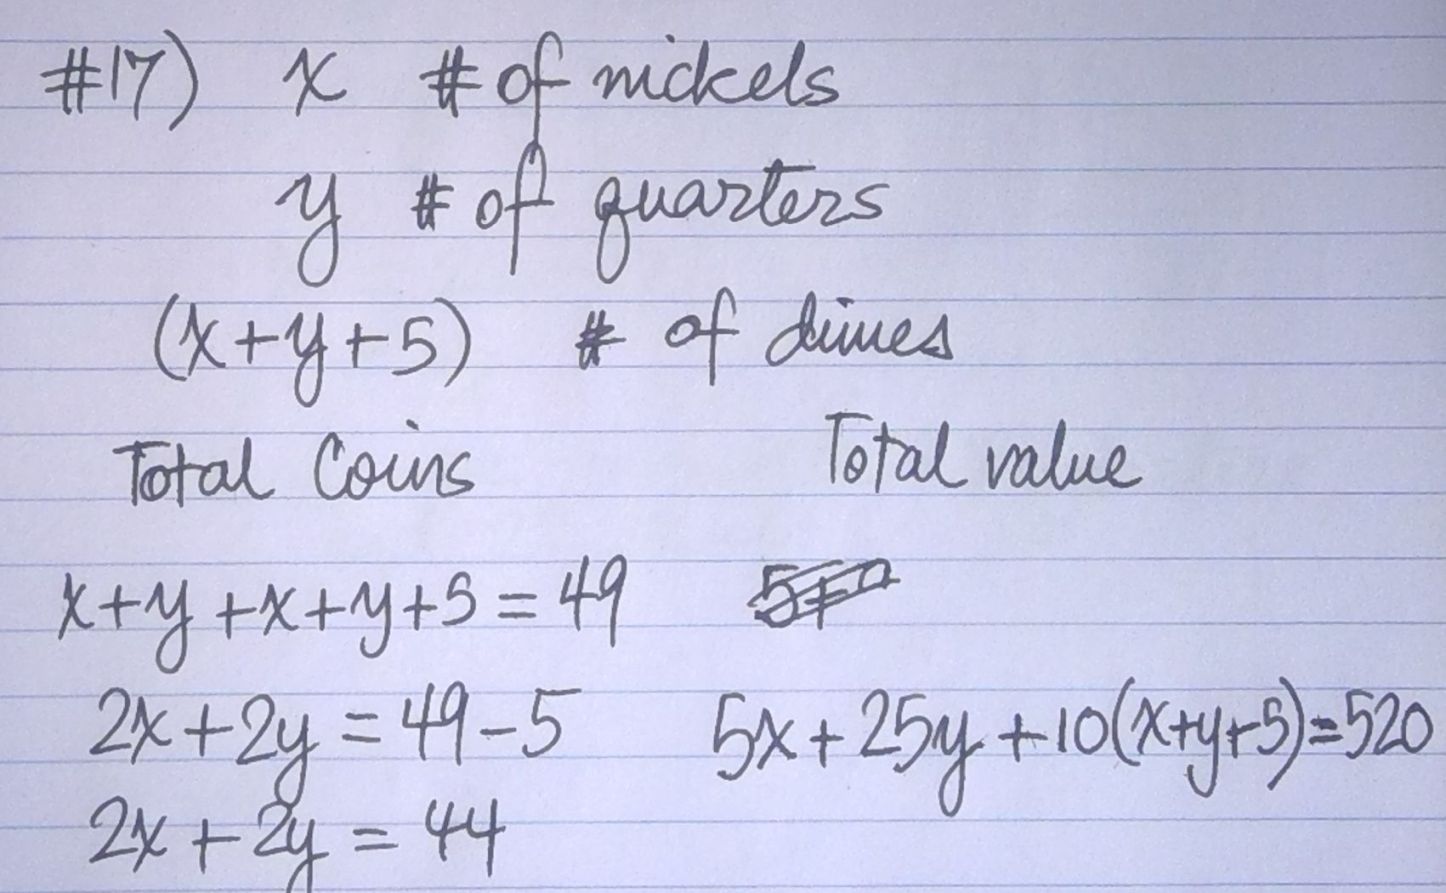 #17) x # of nickels
y # of quarters
(x+y+5) # of dimes
Total Coins Total value
x+y+x+y+5=49
2x+2y=49-5 5x+25y+10(x+y+5)=520
2x+2y=44